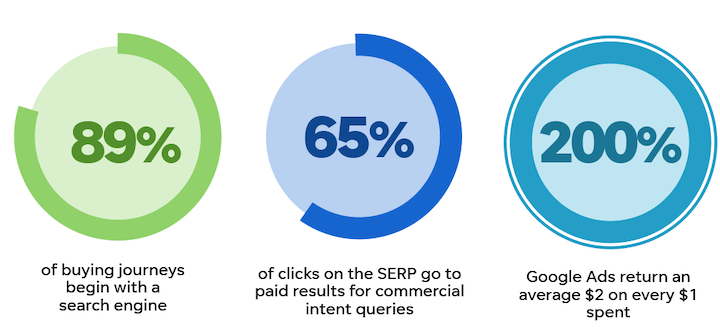 89%
of buying journeys
begin with a
search engine
65%
of clicks on the SERP go to
paid results for commercial
intent queries
200%
Google Ads return an
average $2 on every $1
spent